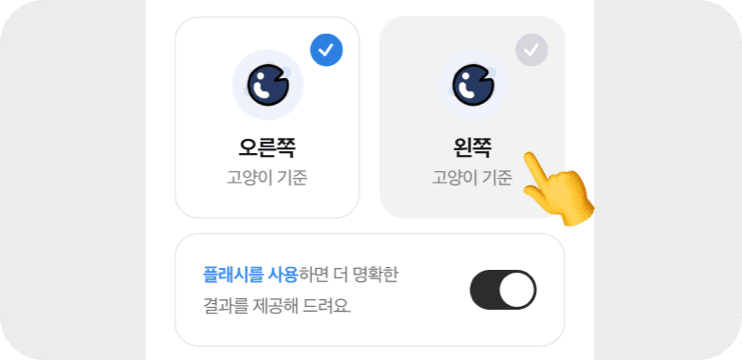 오른쪽
고양이 기준
왼쪽
고양이 기준
플래시를 사용하면 더 명확한
결과를 제공해 드려요.